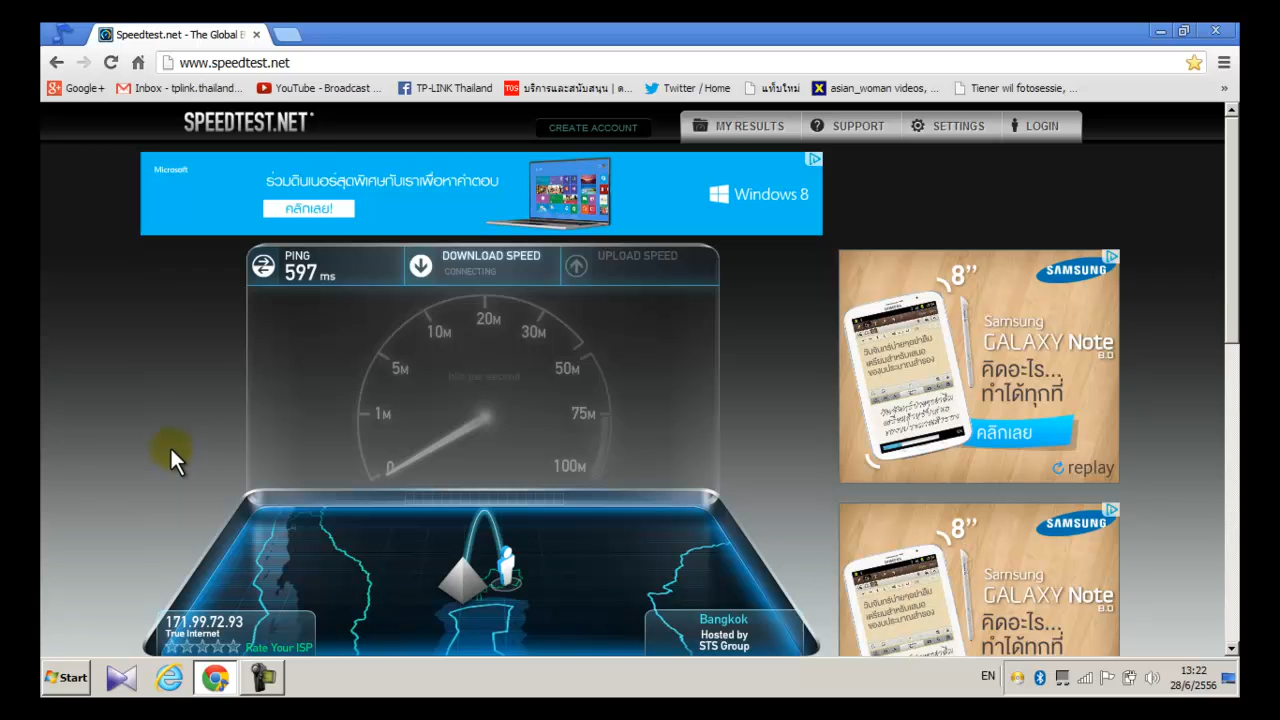 Speedtest.net - The Global B
www.speedtest.net
Google+ Inbox - tplink.thailand... YouTube - Broadcast ... TP-LINK Thailand TOS บริการและสนับสนุน | ต... Twitter / Home แท็บใหม่ asian_woman videos, ... Tiener wil fotosessie, ... »
SPEEDTEST.NET
CREATE ACCOUNT
MY RESULTS SUPPORT SETTINGS LOGIN
Microsoft
ร่วมดินเนอร์สุดพิเศษกับเราเพื่อหาคำตอบ
คลิกเลย!
Windows 8
PING
597 ms
DOWNLOAD SPEED
CONNECTING
UPLOAD SPEED
0
1M
5M
10M
20M
30M
50M
75M
100M
bits per second
171.99.72.93
True Internet
Rate Your ISP
Bangkok
Hosted by
STS Group
8”
SAMSUNG
Samsung
GALAXY Note
8.0
คิดอะไร...
ทำได้ทุกที่
คลิกเลย
replay
8”
SAMSUNG
Samsung
GALAXY Note
8.0
คิดอะไร...
ทำได้ทุกที่
Start
EN
13:22
28/6/2556